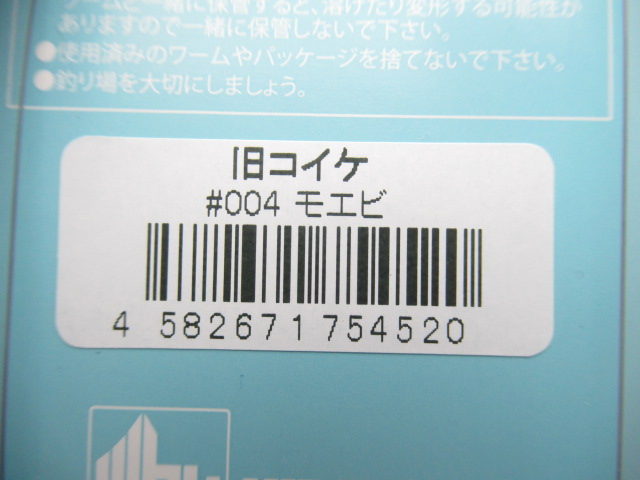 ワームと一緒に保管すると、溶けたり変形する可能性が
ありますので一緒に保管しないで下さい。
●使用済みのワームやパッケージを捨てないで下さい。
●釣り場を大切にしましょう。
旧コイケ
#004 モエビ
4 582671 754520